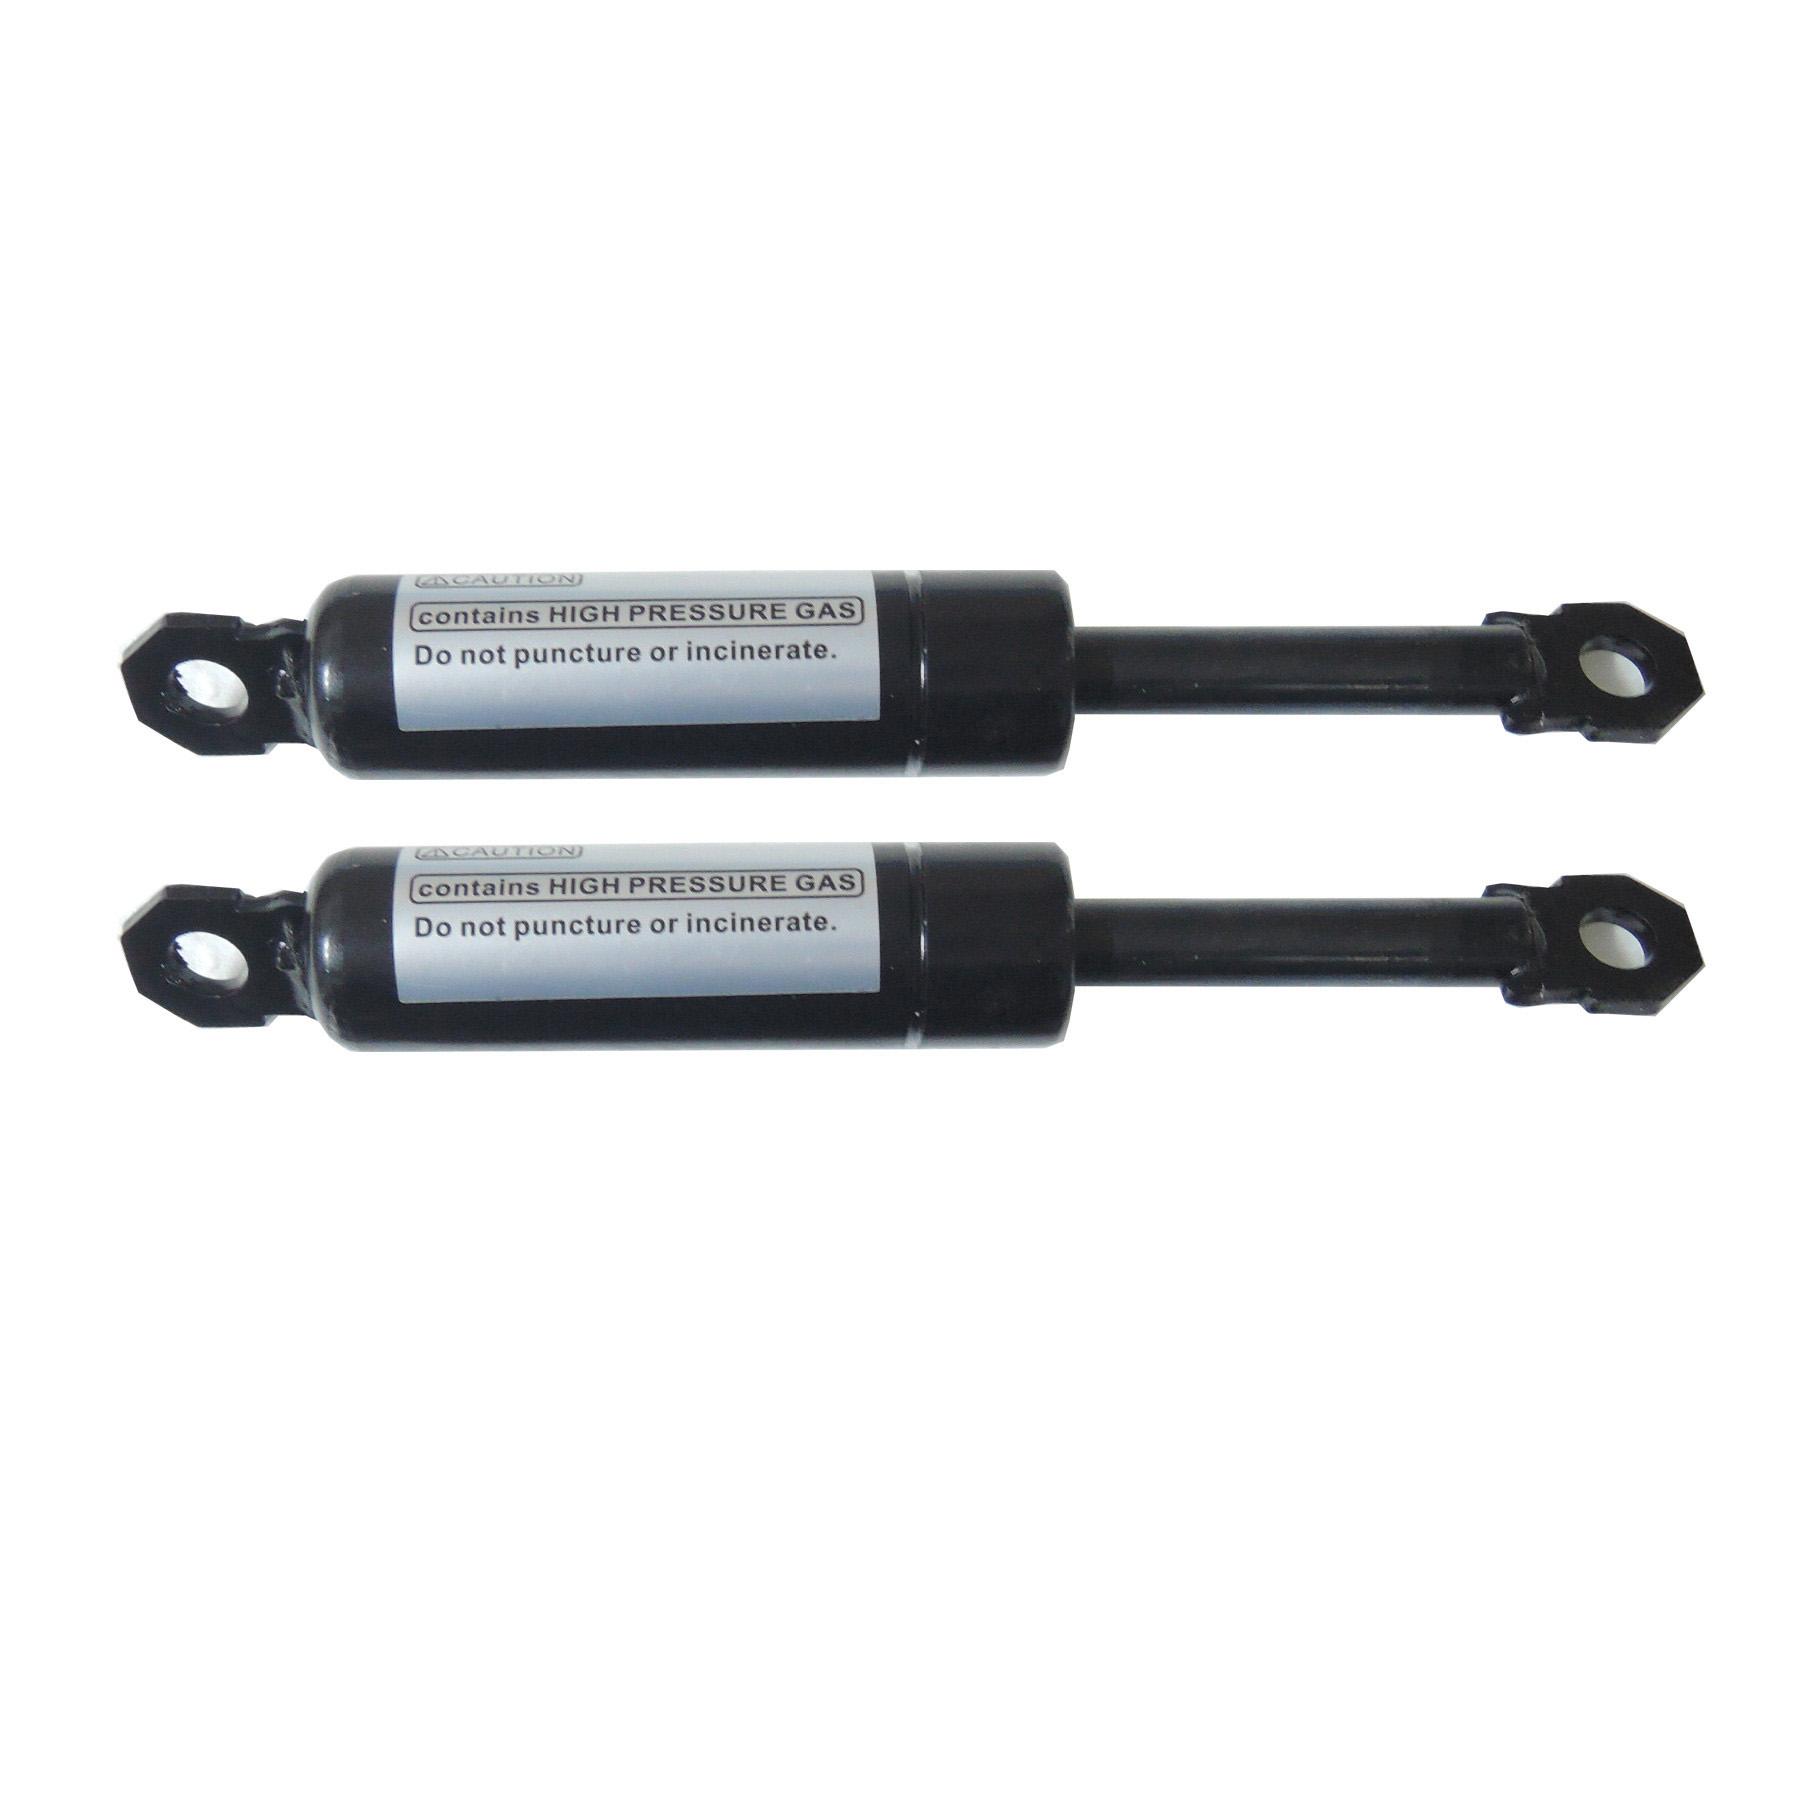 CAUTION
contains HIGH PRESSURE GAS
Do not puncture or incinerate.
CAUTION
contains HIGH PRESSURE GAS
Do not puncture or incinerate.